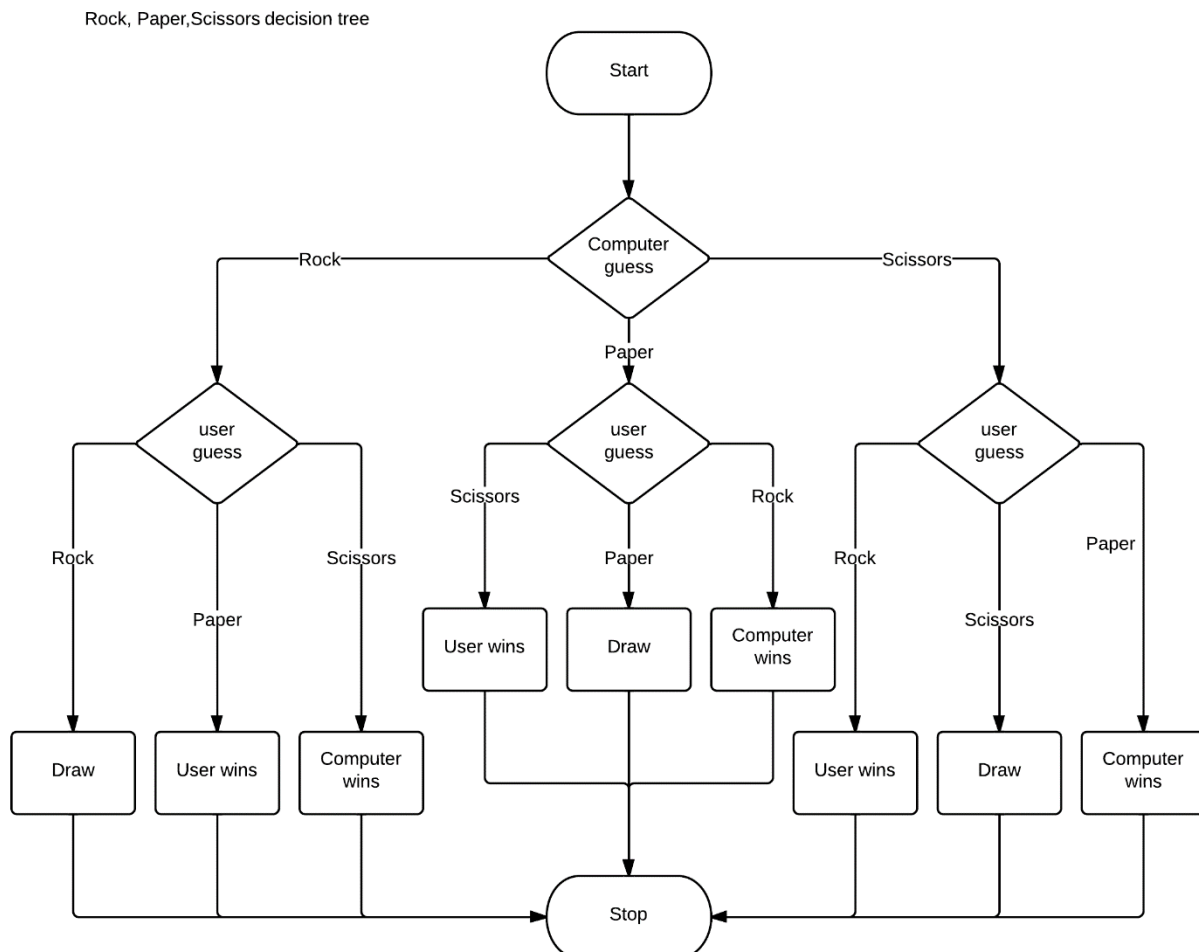 Rock, Paper,Scissors decision tree
Start
Computer
guess
Rock
Scissors
Paper
user
guess
user
guess
user
guess
Scissors
Rock
Rock
Scissors
Paper
Rock
Paper
Paper
Scissors
User wins
Draw
Computer
wins
Draw
User wins
Computer
wins
User wins
Draw
Computer
wins
Stop